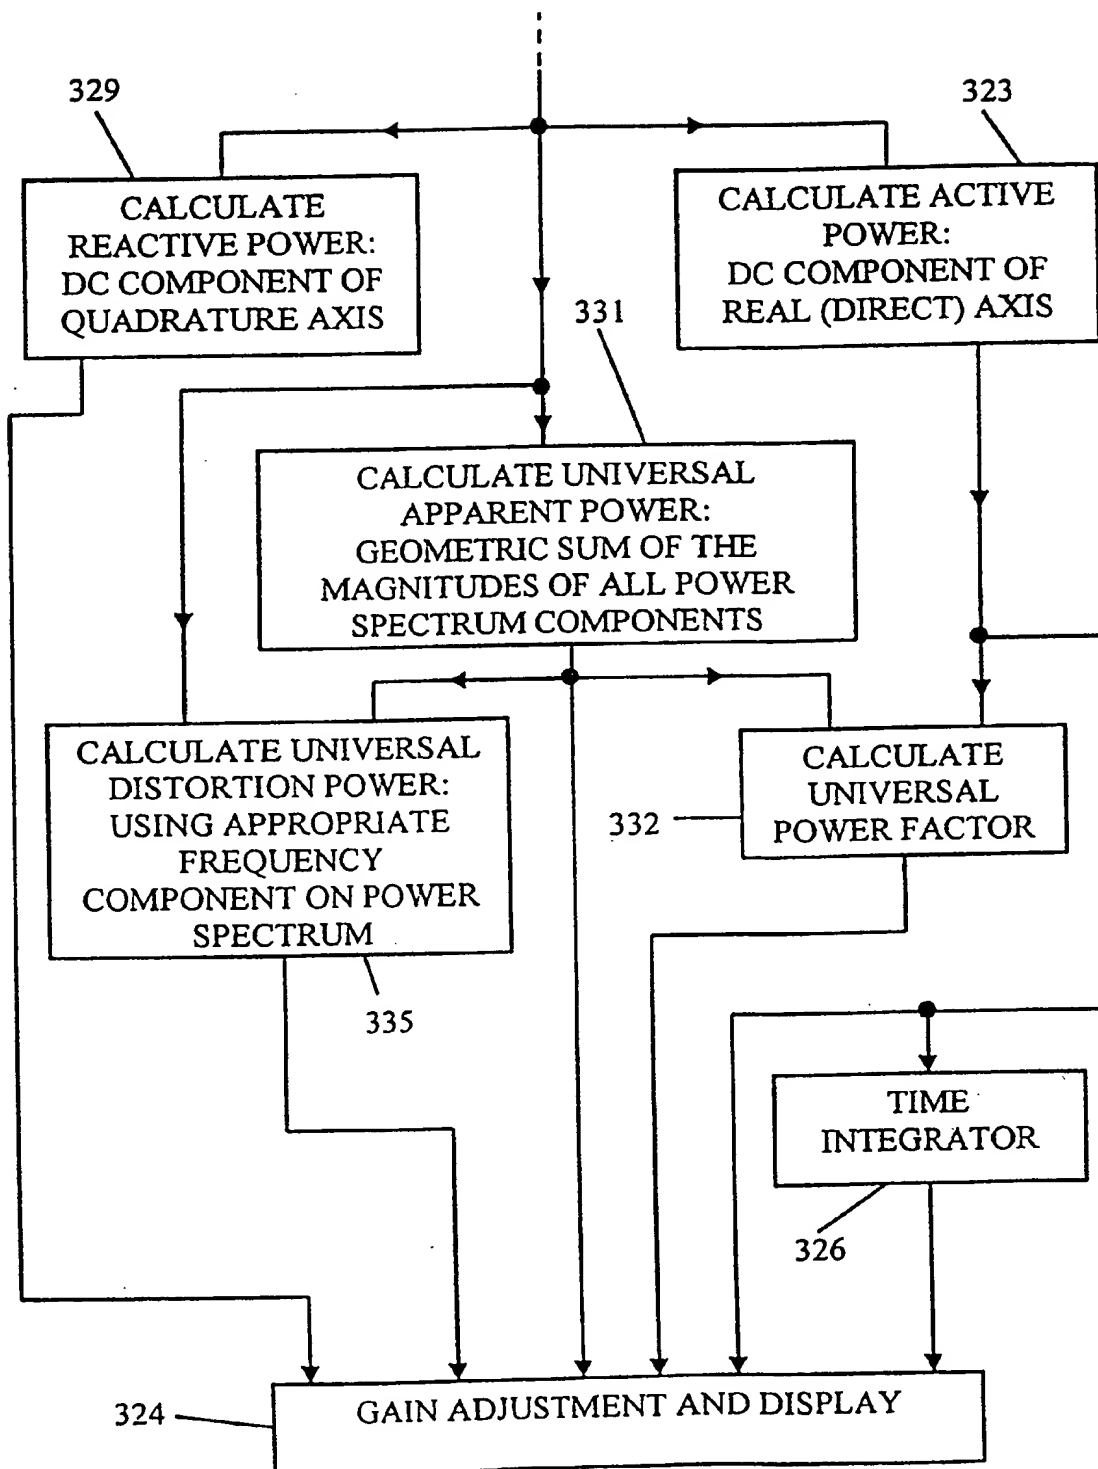 329
323
CALCULATE
REACTIVE POWER:
DC COMPONENT OF
QUADRATURE AXIS
CALCULATE ACTIVE
POWER:
DC COMPONENT OF
REAL (DIRECT) AXIS
331
CALCULATE UNIVERSAL
APPARENT POWER:
GEOMETRIC SUM OF THE
MAGNITUDES OF ALL POWER
SPECTRUM COMPONENTS
CALCULATE UNIVERSAL
DISTORTION POWER:
USING APPROPRIATE
FREQUENCY
COMPONENT ON POWER
SPECTRUM
335
332
CALCULATE
UNIVERSAL
POWER FACTOR
TIME
INTEGRATOR
326
324
GAIN ADJUSTMENT AND DISPLAY